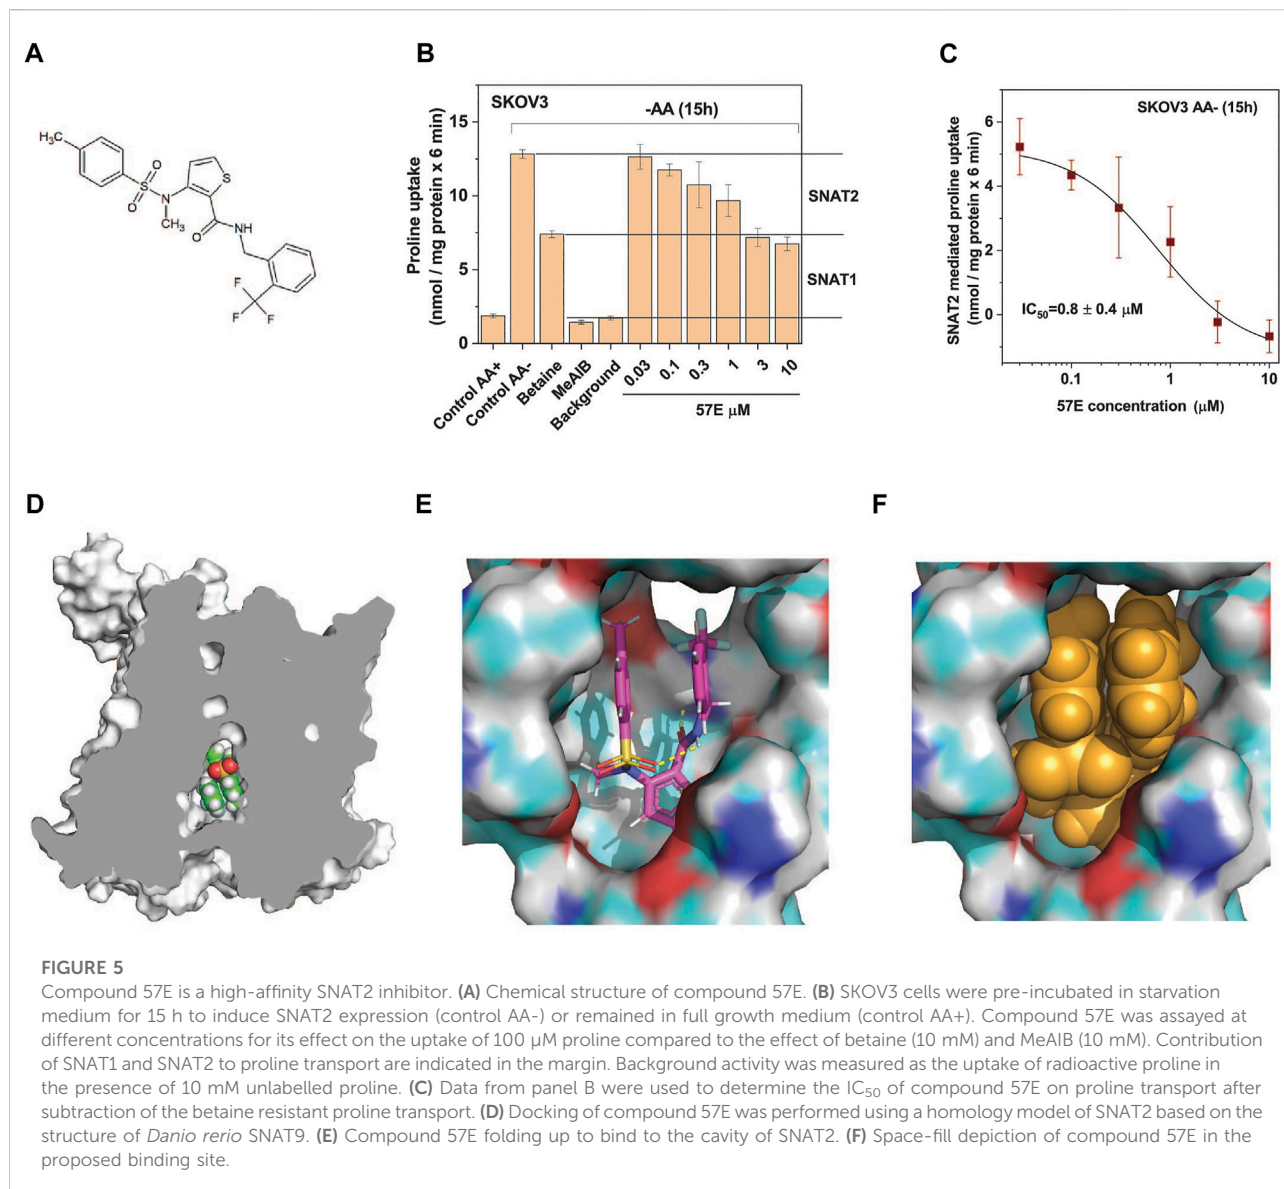 A
H₃C
O
S
O
N
CH₃
S
O
NH
F
F
F
B
SKOV3
-AA (15h)
Proline uptake
(nmol / mg protein x 6 min)
15
10
5
0
SNAT2
SNAT1
Control AA+
Control AA-
Betaine
MeAIB
Background
0.03
0.1
0.3
1
3
10
57E μM
C
SKOV3 AA- (15h)
SNAT2 mediated proline uptake
(nmol / mg protein x 6 min)
6
4
2
0
IC₅₀=0.8 ± 0.4 μM
0.1
1
10
57E concentration (μM)
D
E
F
FIGURE 5
Compound 57E is a high-affinity SNAT2 inhibitor. (A) Chemical structure of compound 57E. (B) SKOV3 cells were pre-incubated in starvation
medium for 15 h to induce SNAT2 expression (control AA-) or remained in full growth medium (control AA+). Compound 57E was assayed at
different concentrations for its effect on the uptake of 100 μM proline compared to the effect of betaine (10 mM) and MeAIB (10 mM). Contribution
of SNAT1 and SNAT2 to proline transport are indicated in the margin. Background activity was measured as the uptake of radioactive proline in
the presence of 10 mM unlabelled proline. (C) Data from panel B were used to determine the IC₅₀ of compound 57E on proline transport after
subtraction of the betaine resistant proline transport. (D) Docking of compound 57E was performed using a homology model of SNAT2 based on the
structure of Danio rerio SNAT9. (E) Compound 57E folding up to bind to the cavity of SNAT2. (F) Space-fill depiction of compound 57E in the
proposed binding site.